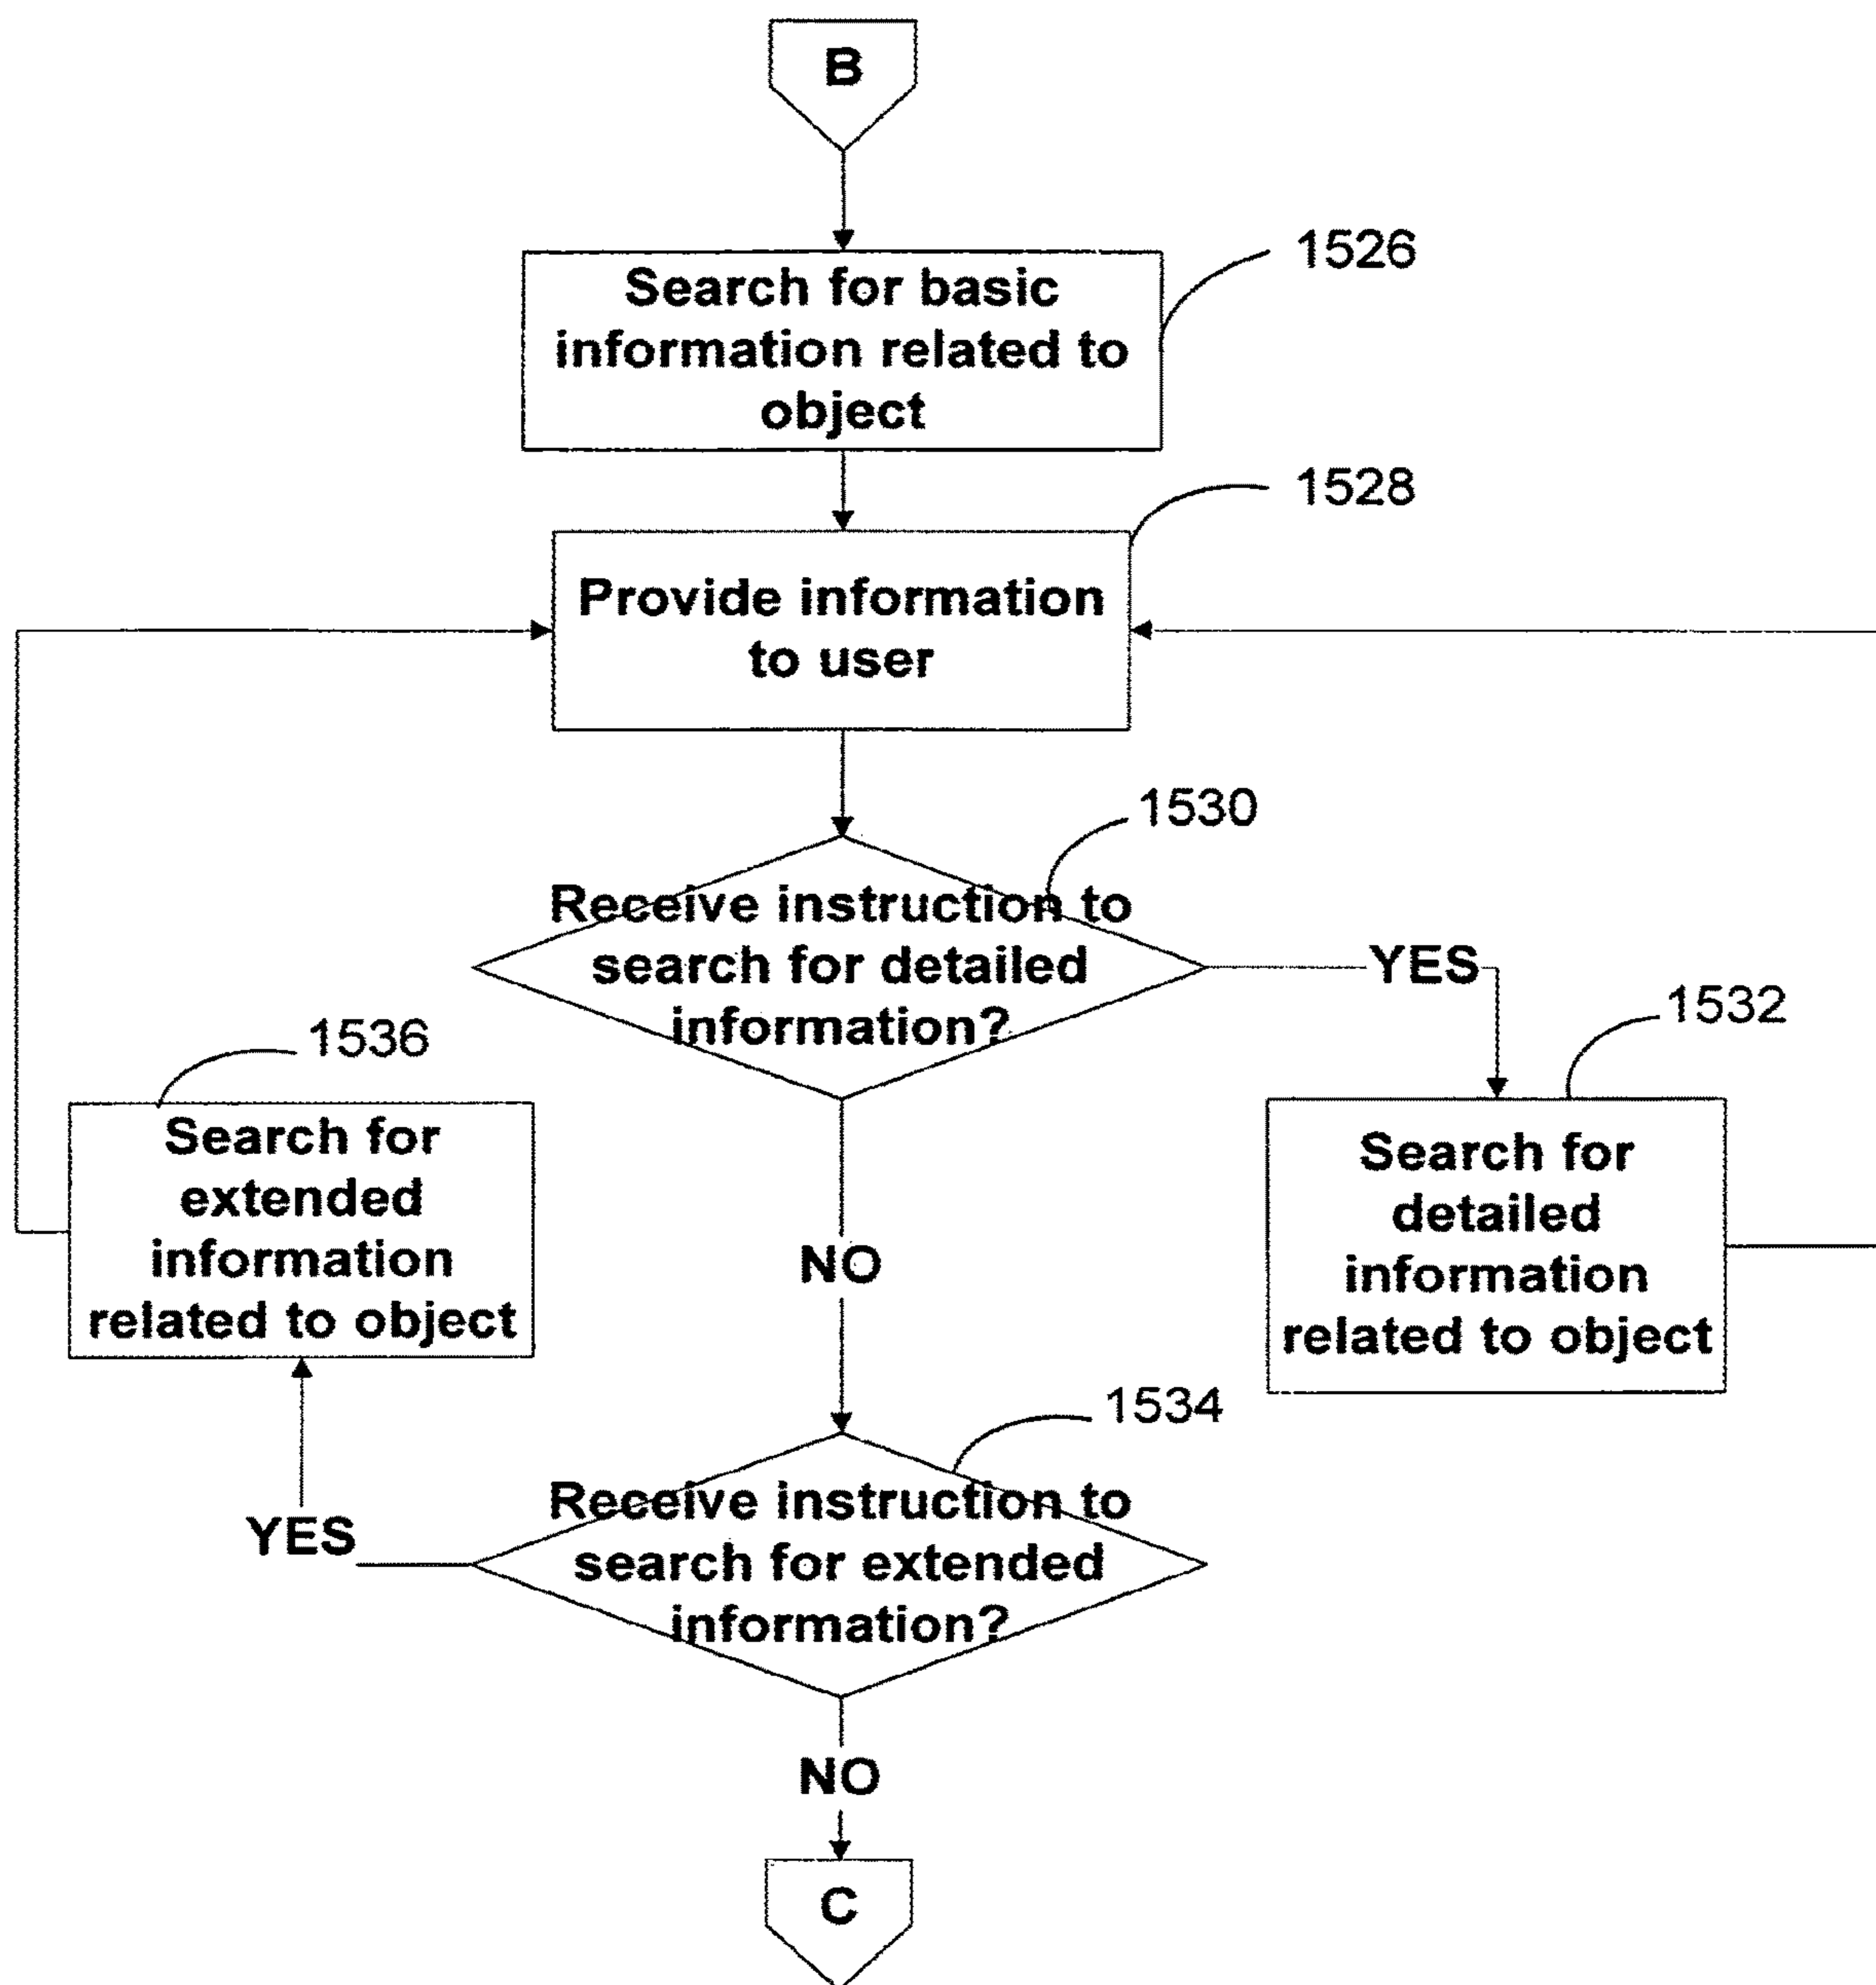 B
1526
Search for basic
information related to
object
1528
Provide information
to user
1530
Receive instruction to
search for detailed
information?
YES
1532
Search for
detailed
information
related to object
1536
Search for
extended
information
related to object
NO
1534
Receive instruction to
search for extended
information?
YES
NO
C